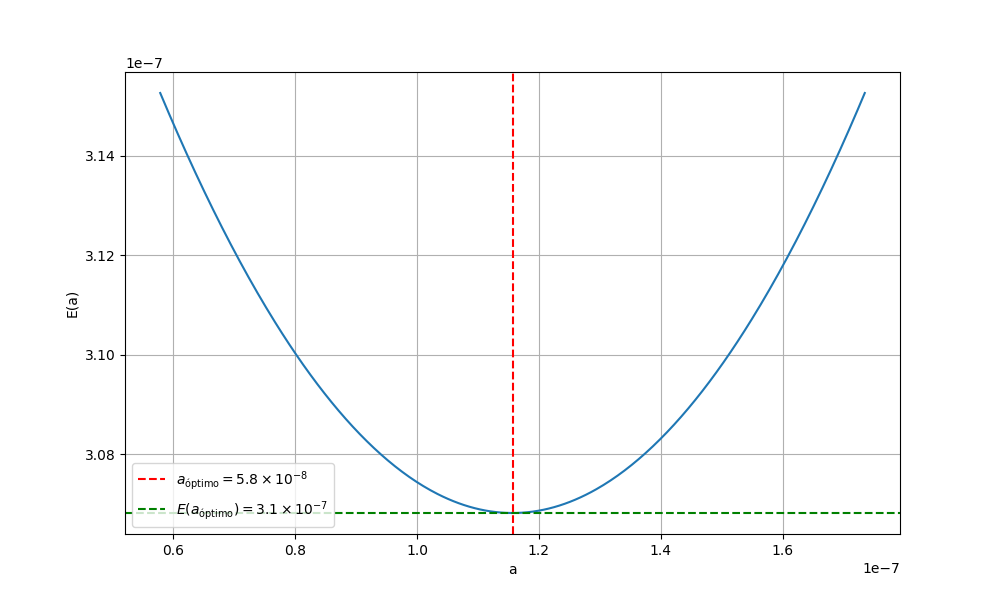 1e−7
3.14
3.12
3.10
3.08
E(a)
a_óptimo = 5.8 × 10^−8
E(a_óptimo) = 3.1 × 10^−7
0.6 0.8 1.0 1.2 1.4 1.6
a
1e−7